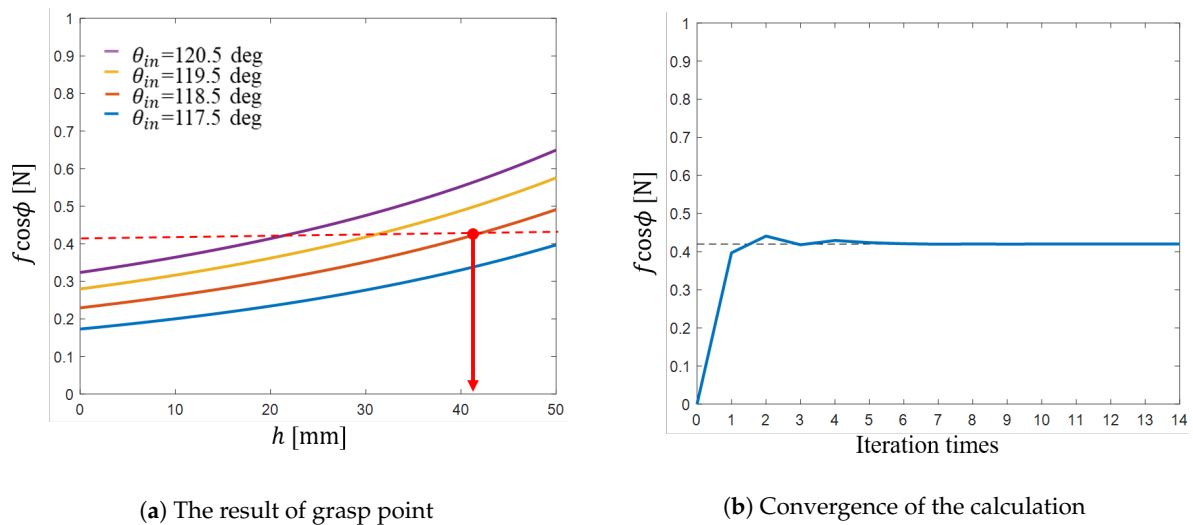 1
0.9
0.8
0.7
0.6
0.5
0.4
0.3
0.2
0.1
0
f cosϕ [N]
θin=120.5 deg
θin=119.5 deg
θin=118.5 deg
θin=117.5 deg
0 10 20 30 40 50
h [mm]
(a) The result of grasp point
1
0.9
0.8
0.7
0.6
0.5
0.4
0.3
0.2
0.1
0
f cosϕ [N]
0 1 2 3 4 5 6 7 8 9 10 11 12 13 14
Iteration times
(b) Convergence of the calculation